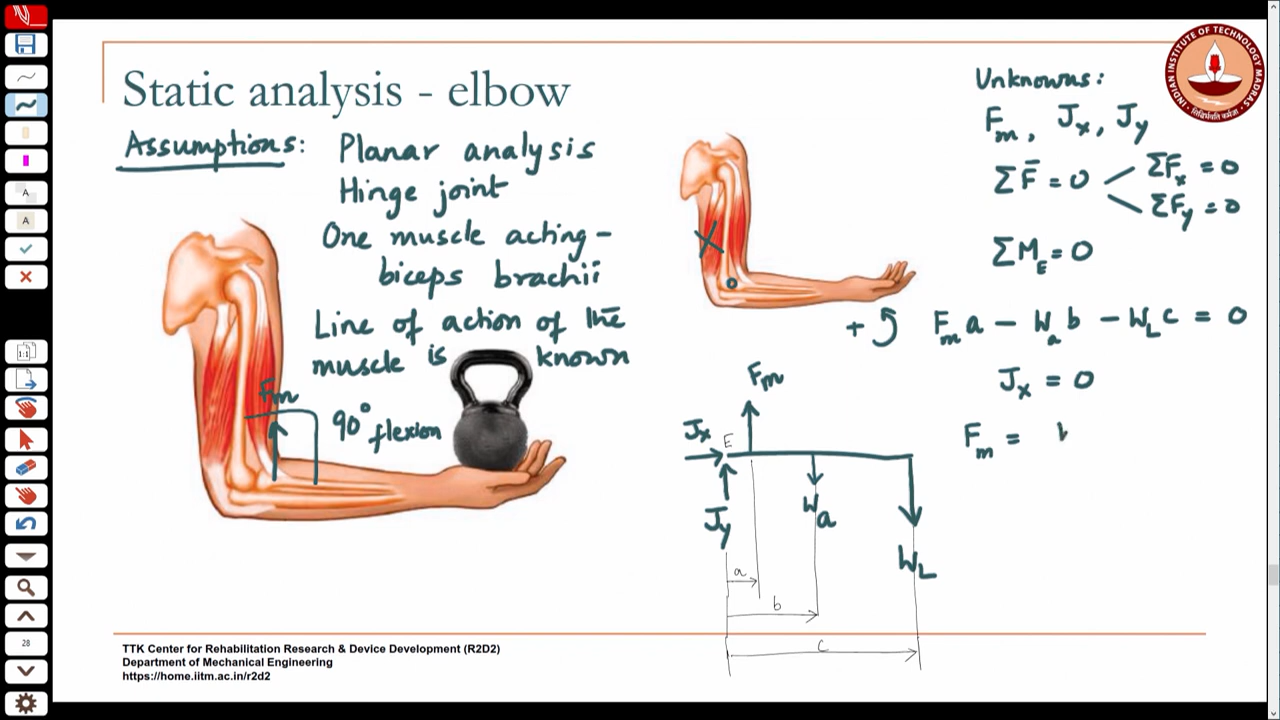 Static analysis - elbow
Assumptions: Planar analysis
Hinge joint
One muscle acting -
biceps brachii
Line of action of the
muscle is known
Fm
90° flexion
Unknowns:
Fm, Jx, Jy
ΣF̄ = 0 ΣFx = 0
ΣFy = 0
ΣME = 0
+ Fm a - Wa b - WL c = 0
Jx = 0
Fm =
Fm
Jx E
Jy
Wa
WL
a
b
c
TTK Center for Rehabilitation Research & Device Development (R2D2)
Department of Mechanical Engineering
https://home.iitm.ac.in/r2d2
INDIAN INSTITUTE OF TECHNOLOGY MADRAS
A
A
1:1
28